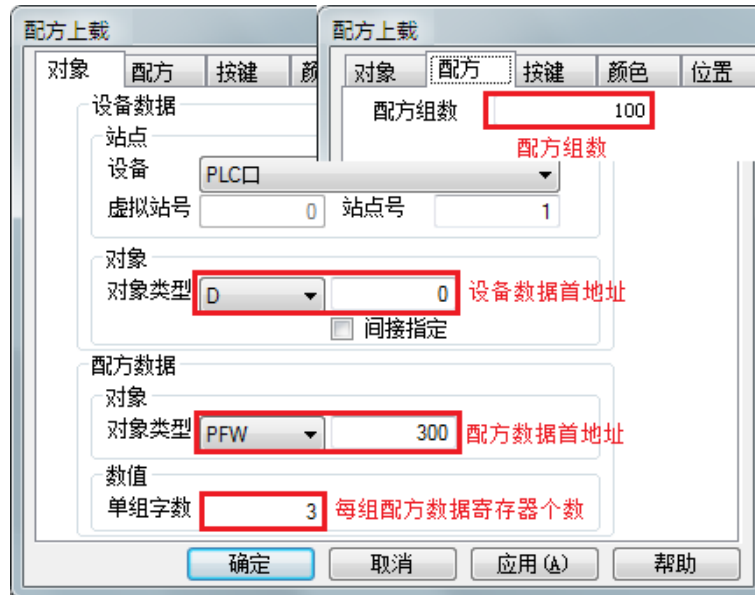 配方上载
对象 配方 按键 颜
配方上载
对象 配方 按键 颜色 位置
配方组数 100
配方组数
设备数据
站点
设备 PLC口
虚拟站号 0 站点号 1
对象
对象类型 D 0 设备数据首地址
间接指定
配方数据
对象
对象类型 PFW 300 配方数据首地址
数值
单组字数 3 每组配方数据寄存器个数
确定 取消 应用(A) 帮助